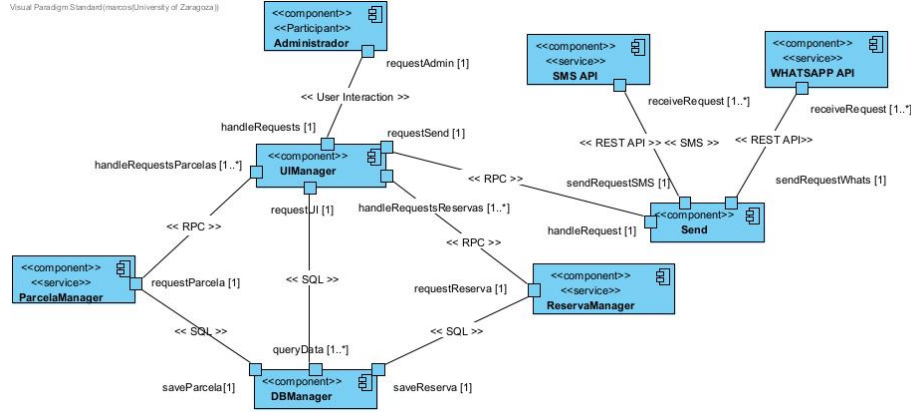 Visual Paradigm Standard(marcos(University of Zaragoza))
<<component>>
<<Participant>>
Administrador
requestAdmin [1]
<< User Interaction >>
handleRequests [1]
<<component>>
<<service>>
SMS API
receiveRequest [1..*]
<<component>>
<<service>>
WHATSAPP API
receiveRequest [1..*]
<< REST API >> << SMS >>
<< REST API>>
requestSend [1]
handleRequestsParcelas [1..*]
<<component>>
UIManager
<< RPC >>
sendRequestSMS [1]
sendRequestWhats [1]
requestUI [1]
handleRequestsReservas [1..*]
<<component>>
Send
handleRequest [1]
<< RPC >>
<< RPC >>
<<component>>
<<service>>
ParcelaManager
requestParcela [1]
<< SQL >>
requestReserva [1]
<<component>>
<<service>>
ReservaManager
<< SQL >>
<< SQL >>
queryData [1..*]
saveParcela[1]
<<component>>
DBManager
saveReserva [1]